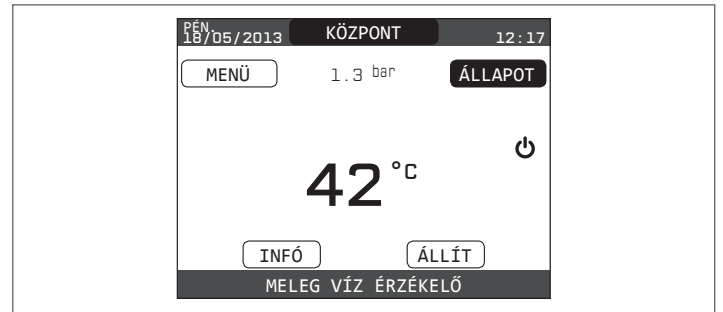 PÉN.
18/05/2013 KÖZPONT 12:17
MENÜ 1.3 bar ÁLLAPOT
42 °C
INFÓ ÁLLÍT
MELEG VÍZ ÉRZÉKELŐ